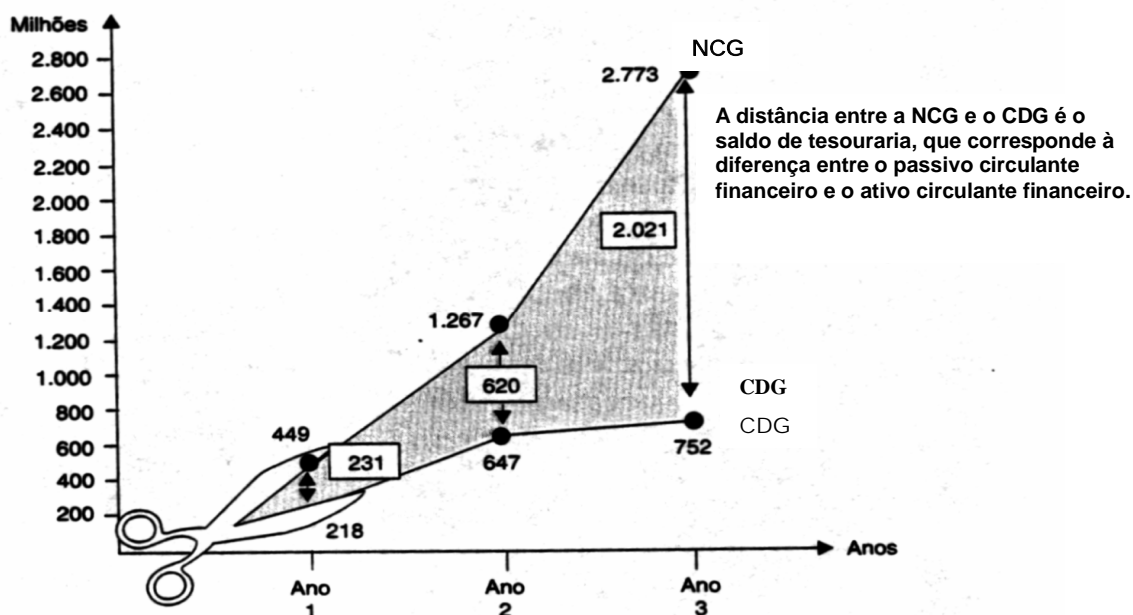 Milhões
2.800
2.600
2.400
2.200
2.000
1.800
1.600
1.400
1.200
1.000
800
600
400
200
NCG
2.773
A distância entre a NCG e o CDG é o
saldo de tesouraria, que corresponde à
diferença entre o passivo circulante
financeiro e o ativo circulante financeiro.
2.021
1.267
620
CDG
CDG
449
231
647
752
218
Anos
Ano
1
Ano
2
Ano
3